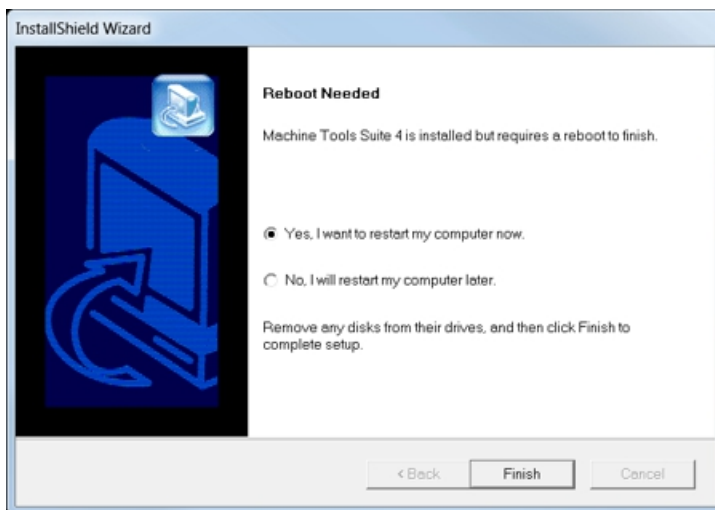 InstallShield Wizard
Reboot Needed
Machine Tools Suite 4 is installed but requires a reboot to finish.
Yes, I want to restart my computer now.
No, I will restart my computer later.
Remove any disks from their drives, and then click Finish to
complete setup.
< Back Finish Cancel